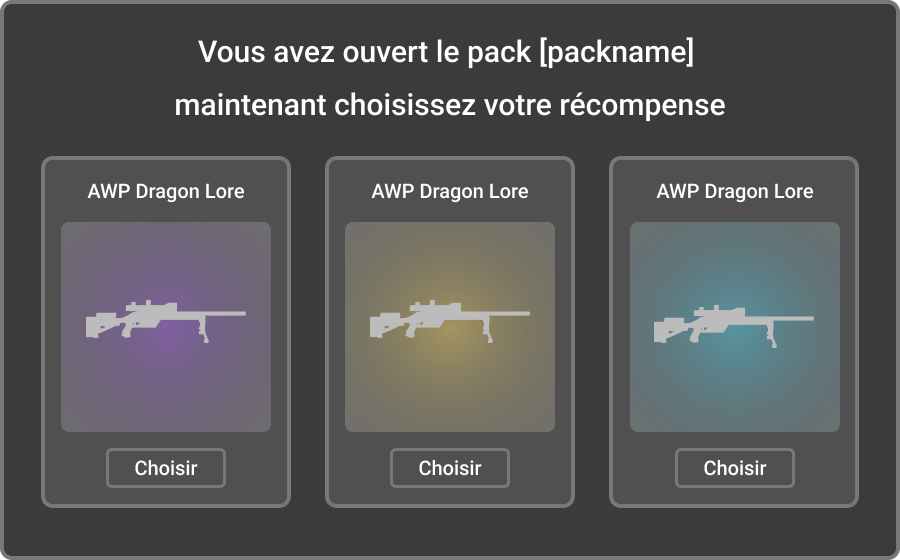 Vous avez ouvert le pack [packname]
maintenant choisissez votre récompense
AWP Dragon Lore
Choisir
AWP Dragon Lore
Choisir
AWP Dragon Lore
Choisir